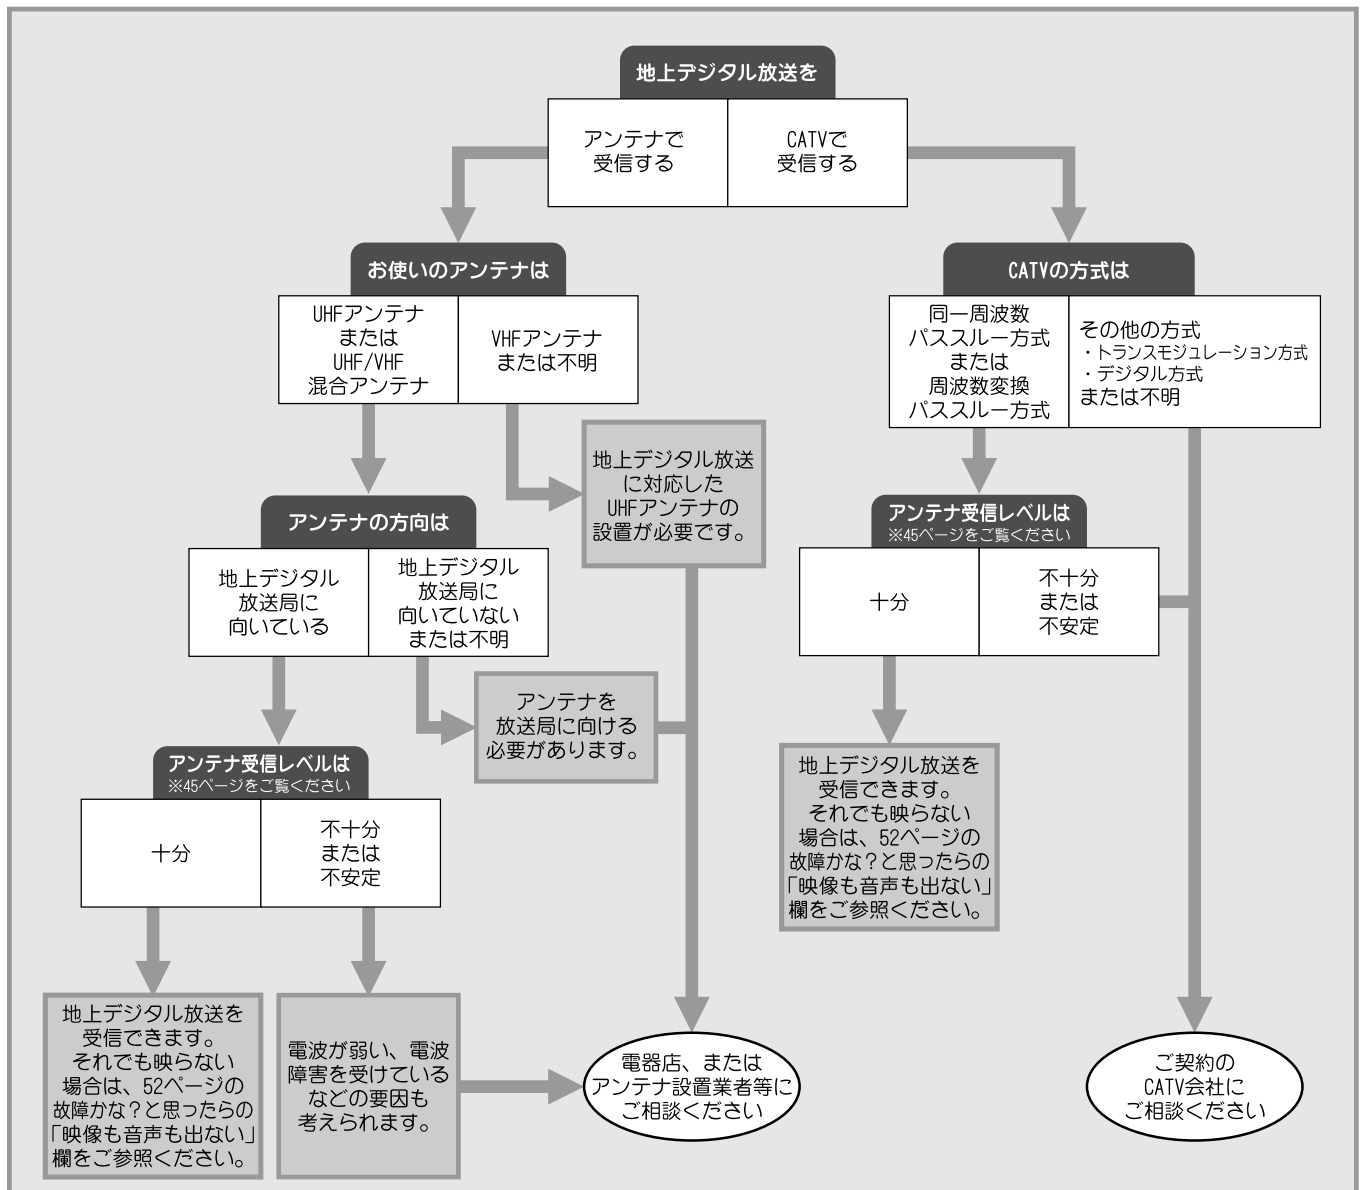 地上デジタル放送を
アンテナで
受信する
CATVで
受信する
お使いのアンテナは
UHFアンテナ
または
UHF/VHF
混合アンテナ
VHFアンテナ
または不明
CATVの方式は
同一周波数
パススルー方式
または
周波数変換
パススルー方式
その他の方式
・トランスモジュレーション方式
・デジタル方式
または不明
地上デジタル放送
に対応した
UHFアンテナの
設置が必要です。
アンテナの方向は
地上デジタル
放送局に
向いている
地上デジタル
放送局に
向いていない
または不明
アンテナ受信レベルは
※45ページをご覧ください
十分
不十分
または
不安定
アンテナを
放送局に向ける
必要があります。
アンテナ受信レベルは
※45ページをご覧ください
十分
不十分
または
不安定
地上デジタル放送を
受信できます。
それでも映らない
場合は、52ページの
故障かな?と思ったらの
「映像も音声も出ない」
欄をご参照ください。
地上デジタル放送を
受信できます。
それでも映らない
場合は、52ページの
故障かな?と思ったらの
「映像も音声も出ない」
欄をご参照ください。
電波が弱い、電波
障害を受けている
などの要因も
考えられます。
電器店、または
アンテナ設置業者等に
ご相談ください
ご契約の
CATV会社に
ご相談ください